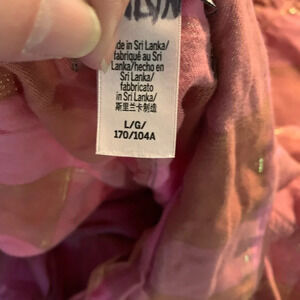 Made in Sri Lanka/
fabriqué au Sri
Lanka/hecho en
Sri Lanka/
fabbricato
in Sri Lanka/
斯里兰卡制造
L/G/
170/104A